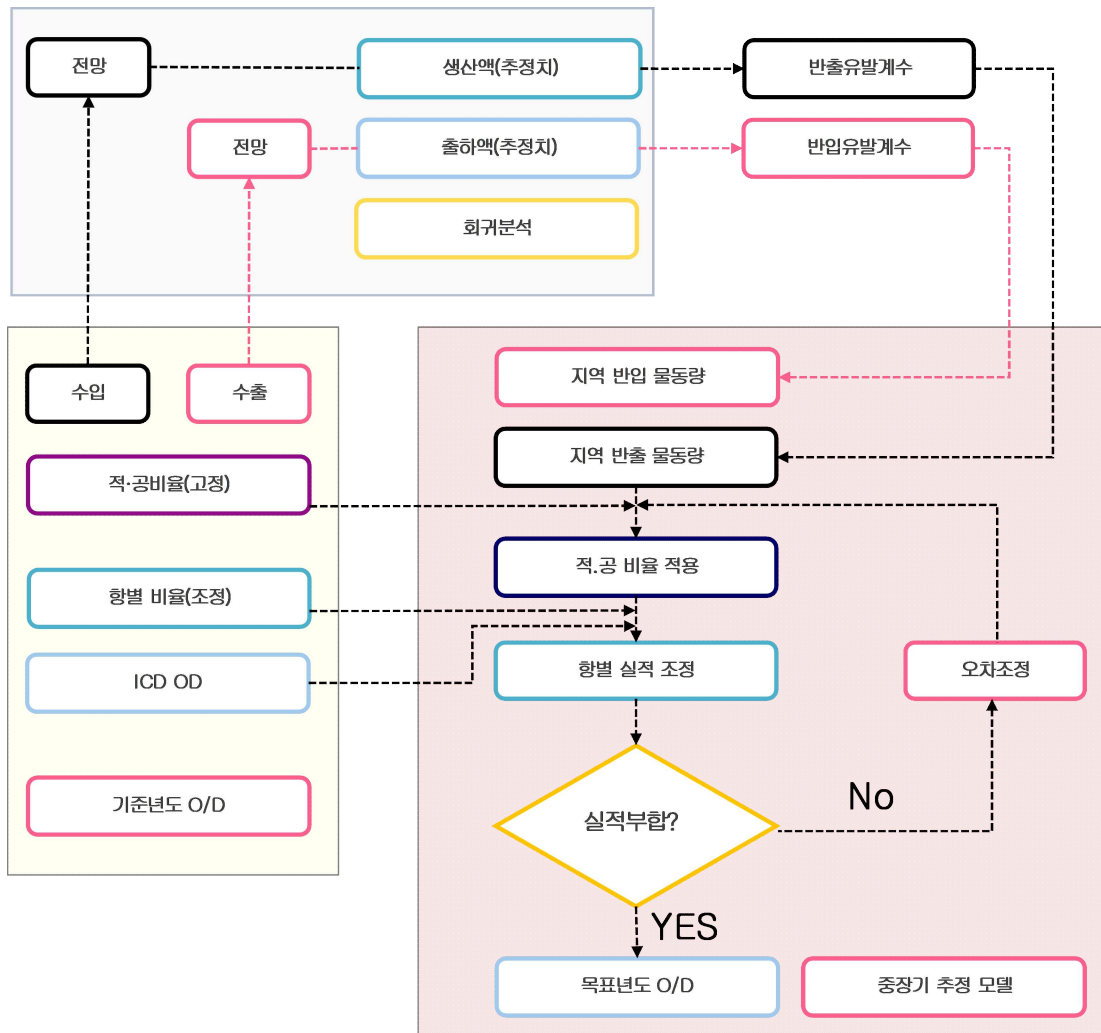 전망
생산액(추정치)
반출유발계수
전망
출하액(추정치)
반입유발계수
회귀분석
수입
수출
지역 반입 물동량
지역 반출 물동량
적·공비율(고정)
적.공 비율 적용
항별 비율(조정)
ICD OD
항별 실적 조정
오차조정
기준년도 O/D
실적부합?
No
YES
목표년도 O/D
중장기 추정 모델